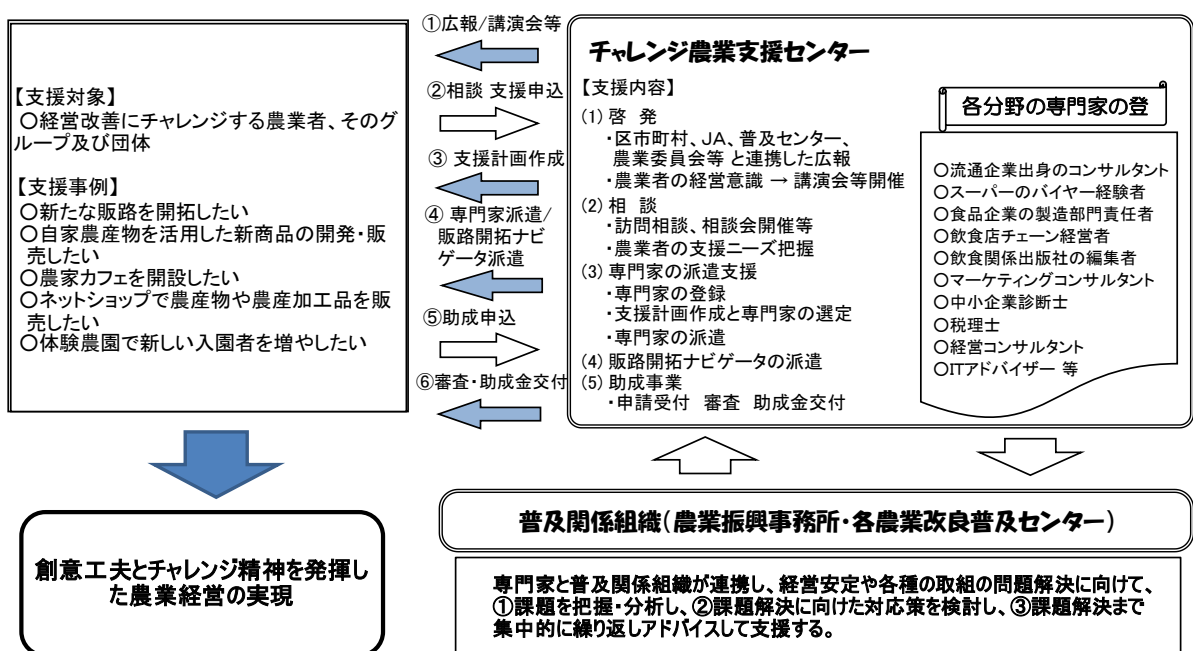 【支援対象】
○経営改善にチャレンジする農業者、そのグ
ループ及び団体
【支援事例】
○新たな販路を開拓したい
○自家農産物を活用した新商品の開発・販
売したい
○農家カフェを開設したい
○ネットショップで農産物や農産加工品を販
売したい
○体験農園で新しい入園者を増やしたい
①広報/講演会等
②相談 支援申込
③ 支援計画作成
④ 専門家派遣/
販路開拓ナビ
ゲータ派遣
⑤助成申込
⑥審査・助成金交付
チャレンジ農業支援センター
【支援内容】
(1) 啓 発
・区市町村、JA、普及センター、
農業委員会等 と連携した広報
・農業者の経営意識 → 講演会等開催
(2) 相 談
・訪問相談、相談会開催等
・農業者の支援ニーズ把握
(3) 専門家の派遣支援
・専門家の登録
・支援計画作成と専門家の選定
・専門家の派遣
(4) 販路開拓ナビゲータの派遣
(5) 助成事業
・申請受付 審査 助成金交付
各分野の専門家の登
○流通企業出身のコンサルタント
○スーパーのバイヤー経験者
○食品企業の製造部門責任者
○飲食店チェーン経営者
○飲食関係出版社の編集者
○マーケティングコンサルタント
○中小企業診断士
○税理士
○経営コンサルタント
○ITアドバイザー 等
創意工夫とチャレンジ精神を発揮し
た農業経営の実現
普及関係組織(農業振興事務所・各農業改良普及センター)
専門家と普及関係組織が連携し、経営安定や各種の取組の問題解決に向けて、
①課題を把握・分析し、②課題解決に向けた対応策を検討し、③課題解決まで
集中的に繰り返しアドバイスして支援する。